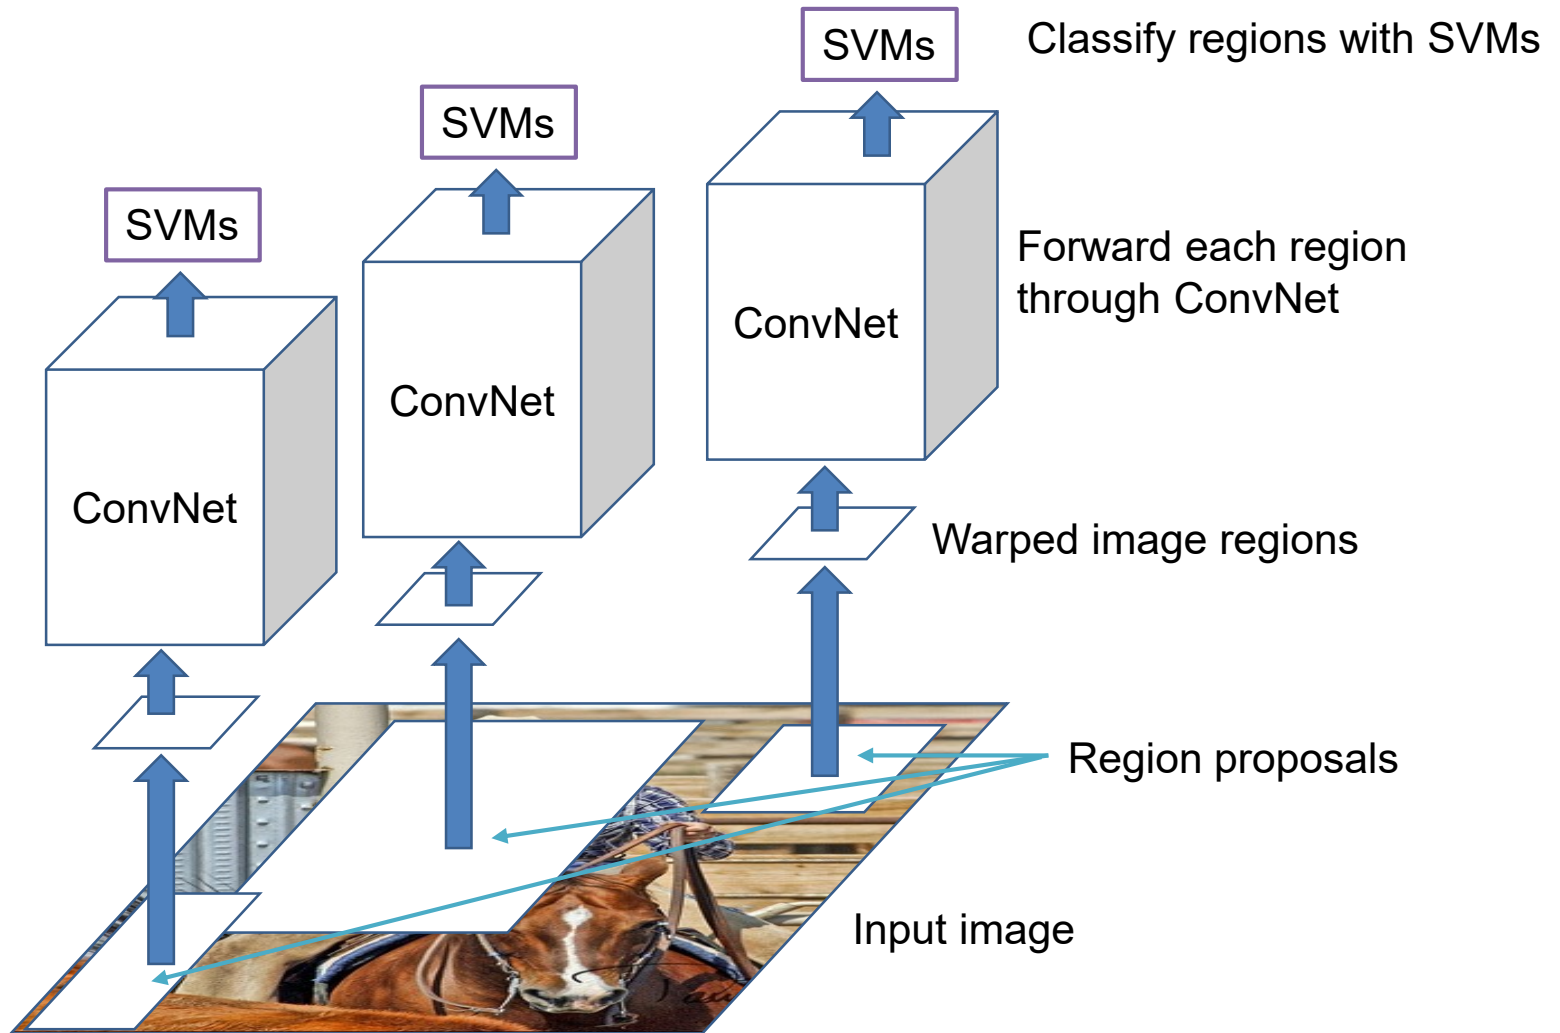 SVMs
Classify regions with SVMs
SVMs
SVMs
Forward each region
through ConvNet
ConvNet
ConvNet
ConvNet
Warped image regions
Region proposals
Input image